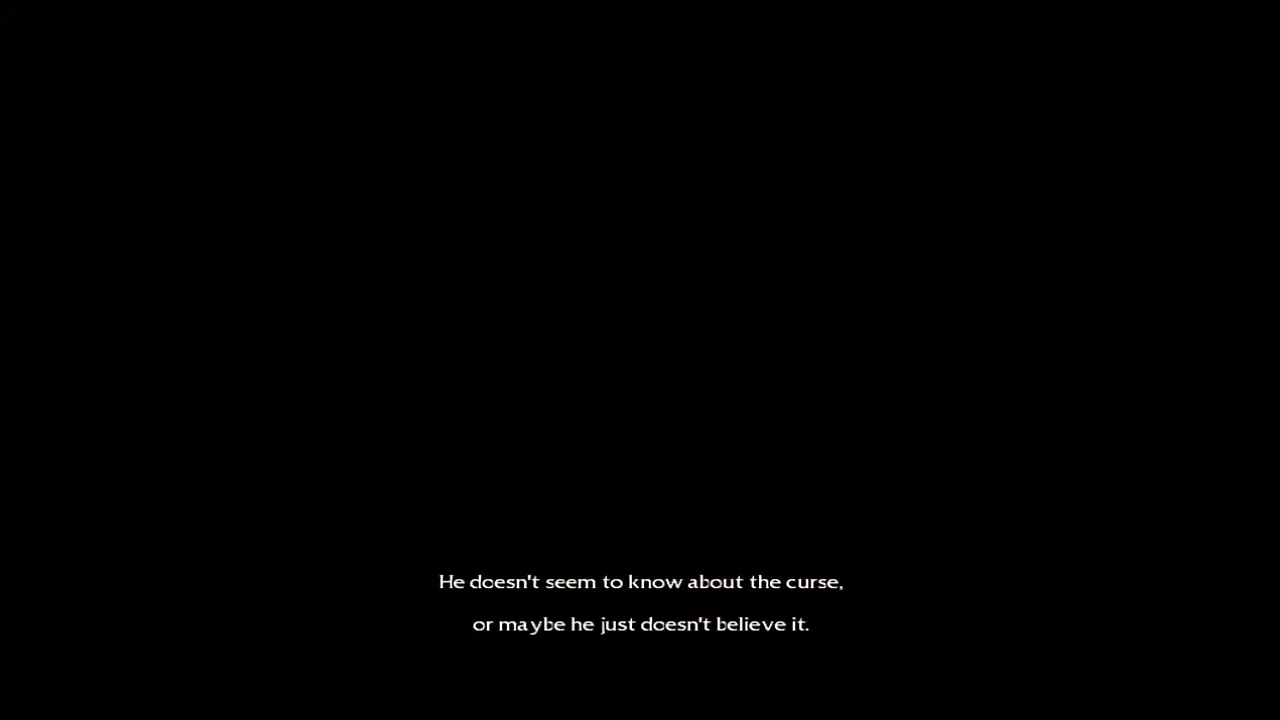 He doesn't seem to know about the curse,
or maybe he just doesn't believe it.